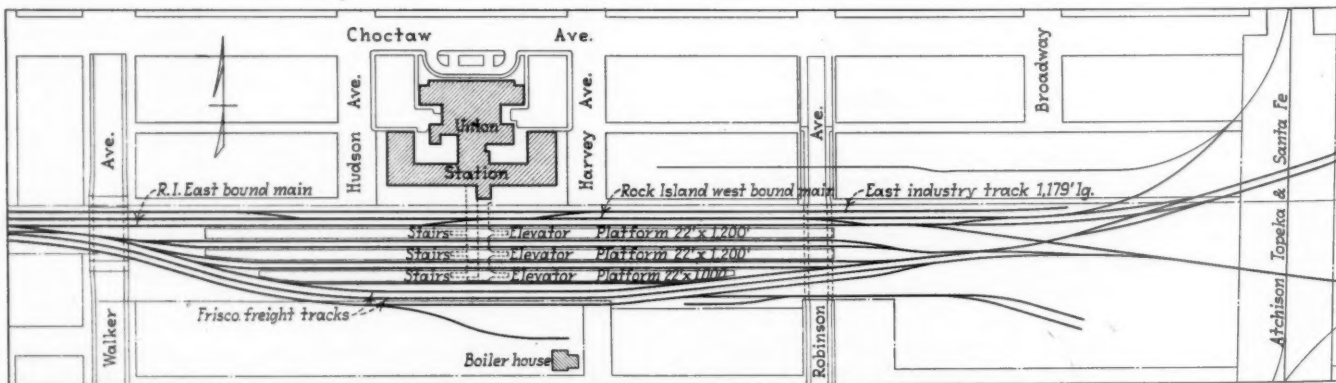 Choctaw Ave.
Hudson Ave.
Union
Station
Harvey Ave.
Broadway
Walker Ave.
Robinson Ave.
Atchison Topeka & Santa Fe
R.I. East bound main
Rock Island west bound main
East industry track 1,179' lg.
Stairs Elevator Platform 22' x 1,200'
Stairs Elevator Platform 22' x 1,200'
Stairs Elevator Platform 22' x 1,000'
Frisco freight tracks
Boiler house